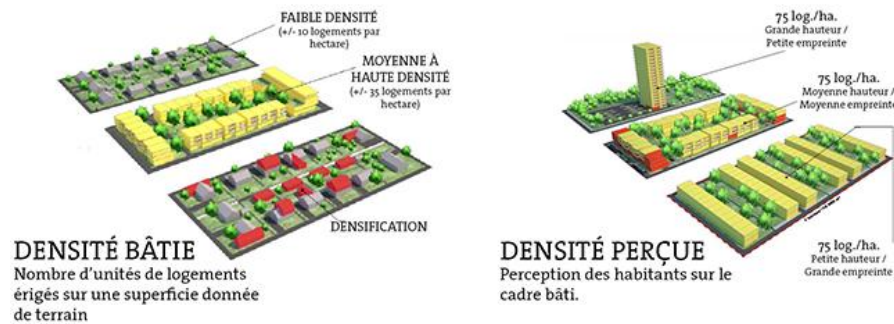 FAIBLE DENSITÉ
(+/- 10 logements par
hectare)
MOYENNE À
HAUTE DENSITÉ
(+/- 35 logements par
hectare)
DENSIFICATION
DENSITÉ BÂTIE
Nombre d'unités de logements
érigés sur une superficie donnée
de terrain
75 log./ha.
Grande hauteur /
Petite empreinte
75 log./ha.
Moyenne hauteur /
Moyenne empreinte
75 log./ha.
Petite hauteur /
Grande empreinte
DENSITÉ PERÇUE
Perception des habitants sur le
cadre bâti.